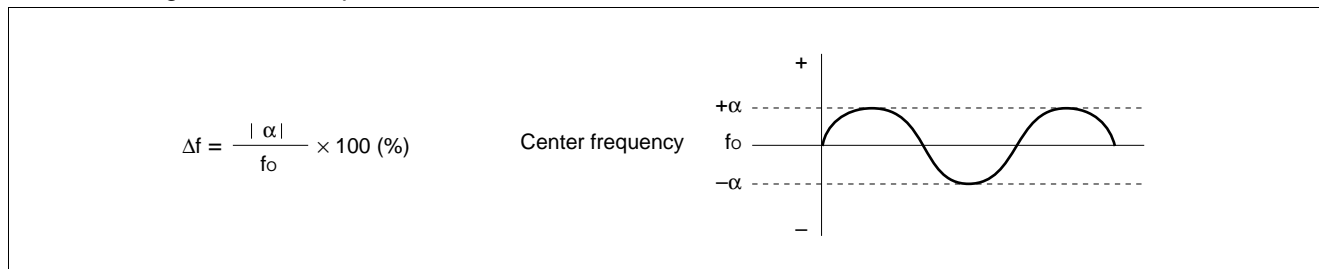 Δf = | α | / fO × 100 (%)
Center frequency
+
+α
fO
−α
−